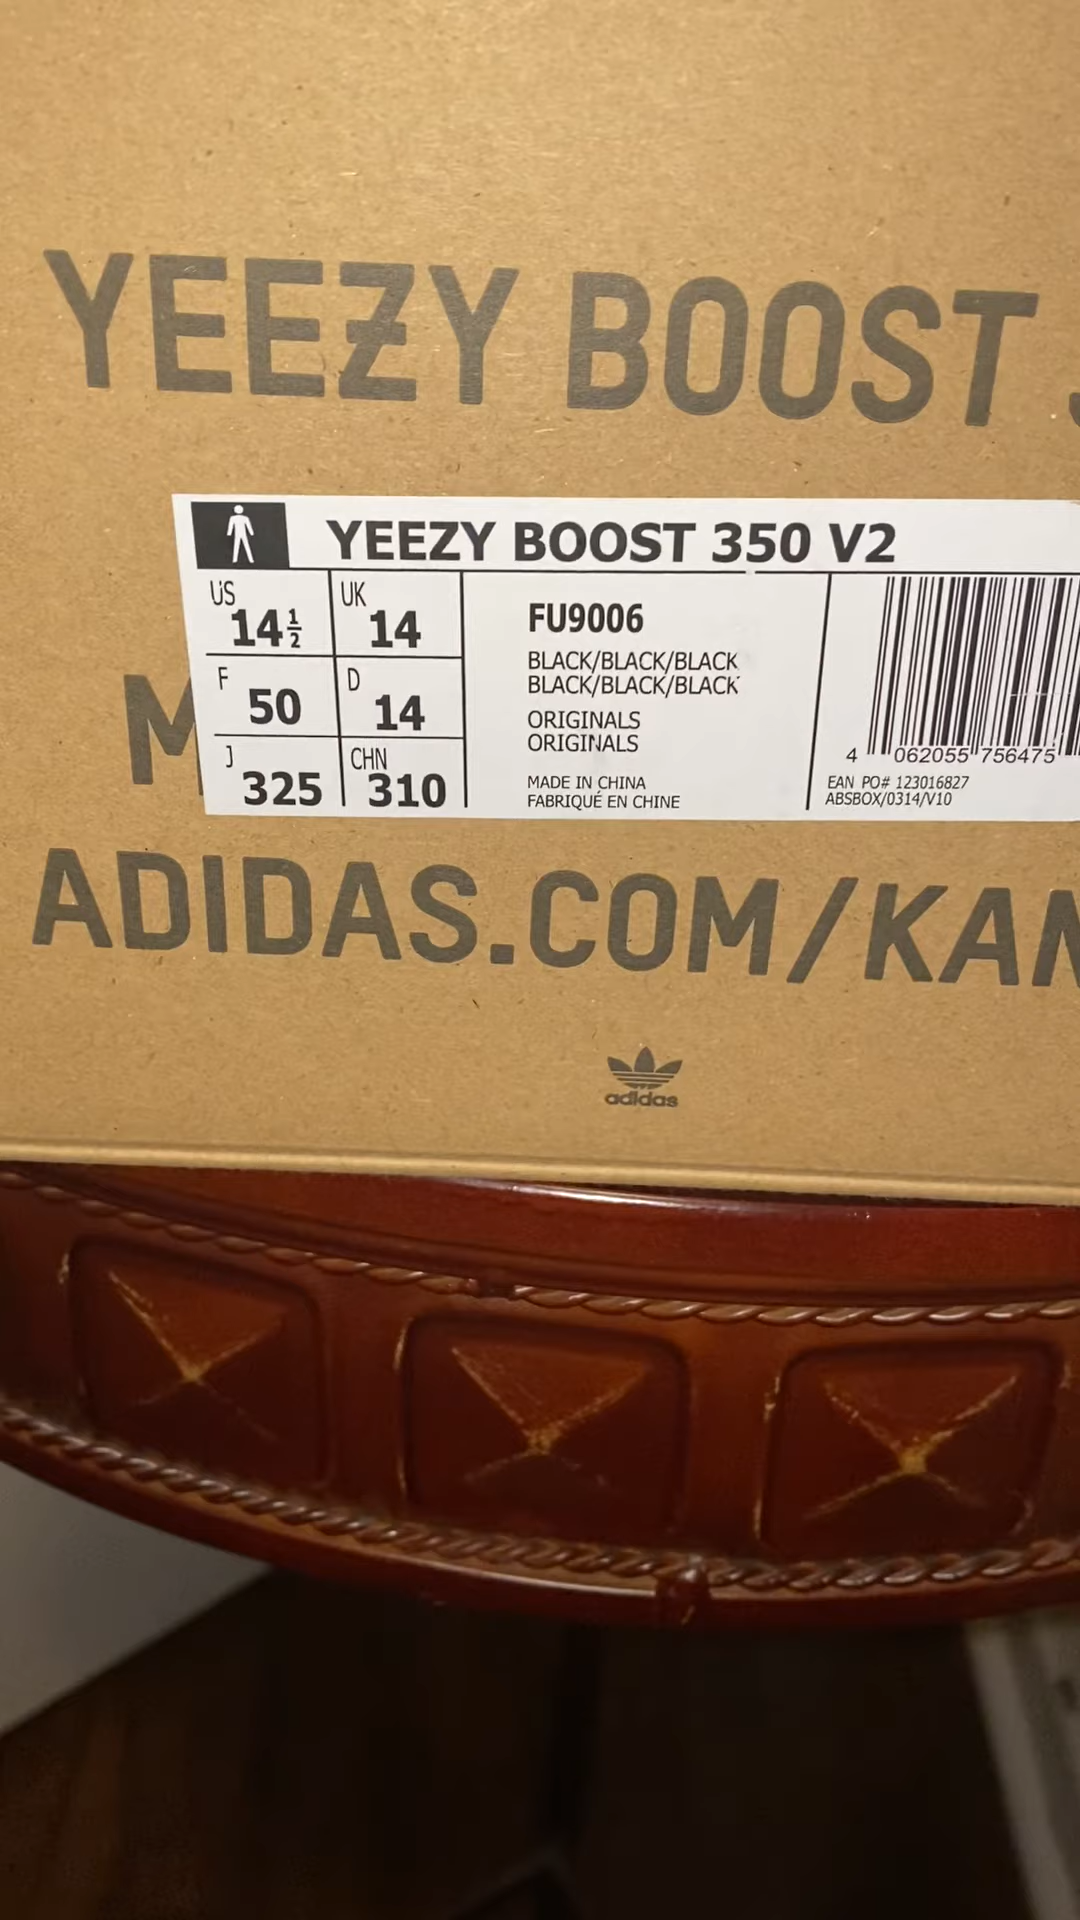 YEEZY BOOST
YEEZY BOOST 350 V2
US 14½ UK 14
F 50 D 14
J 325 CHN 310
FU9006
BLACK/BLACK/BLACK
BLACK/BLACK/BLACK
ORIGINALS
ORIGINALS
MADE IN CHINA
FABRIQUÉ EN CHINE
4 062055 756475
EAN PO# 123016827
ABSBOX/0314/V10
M
ADIDAS.COM/KAN
adidas